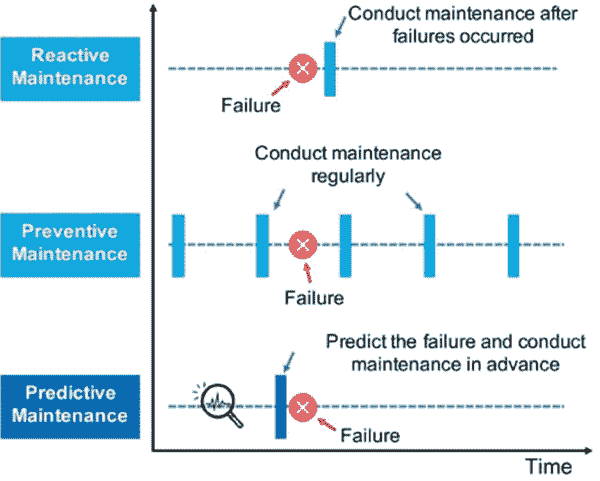 Conduct maintenance after
failures occurred
Reactive
Maintenance
Failure
Conduct maintenance
regularly
Preventive
Maintenance
Failure
Predict the failure and conduct
maintenance in advance
Predictive
Maintenance
Failure
Time